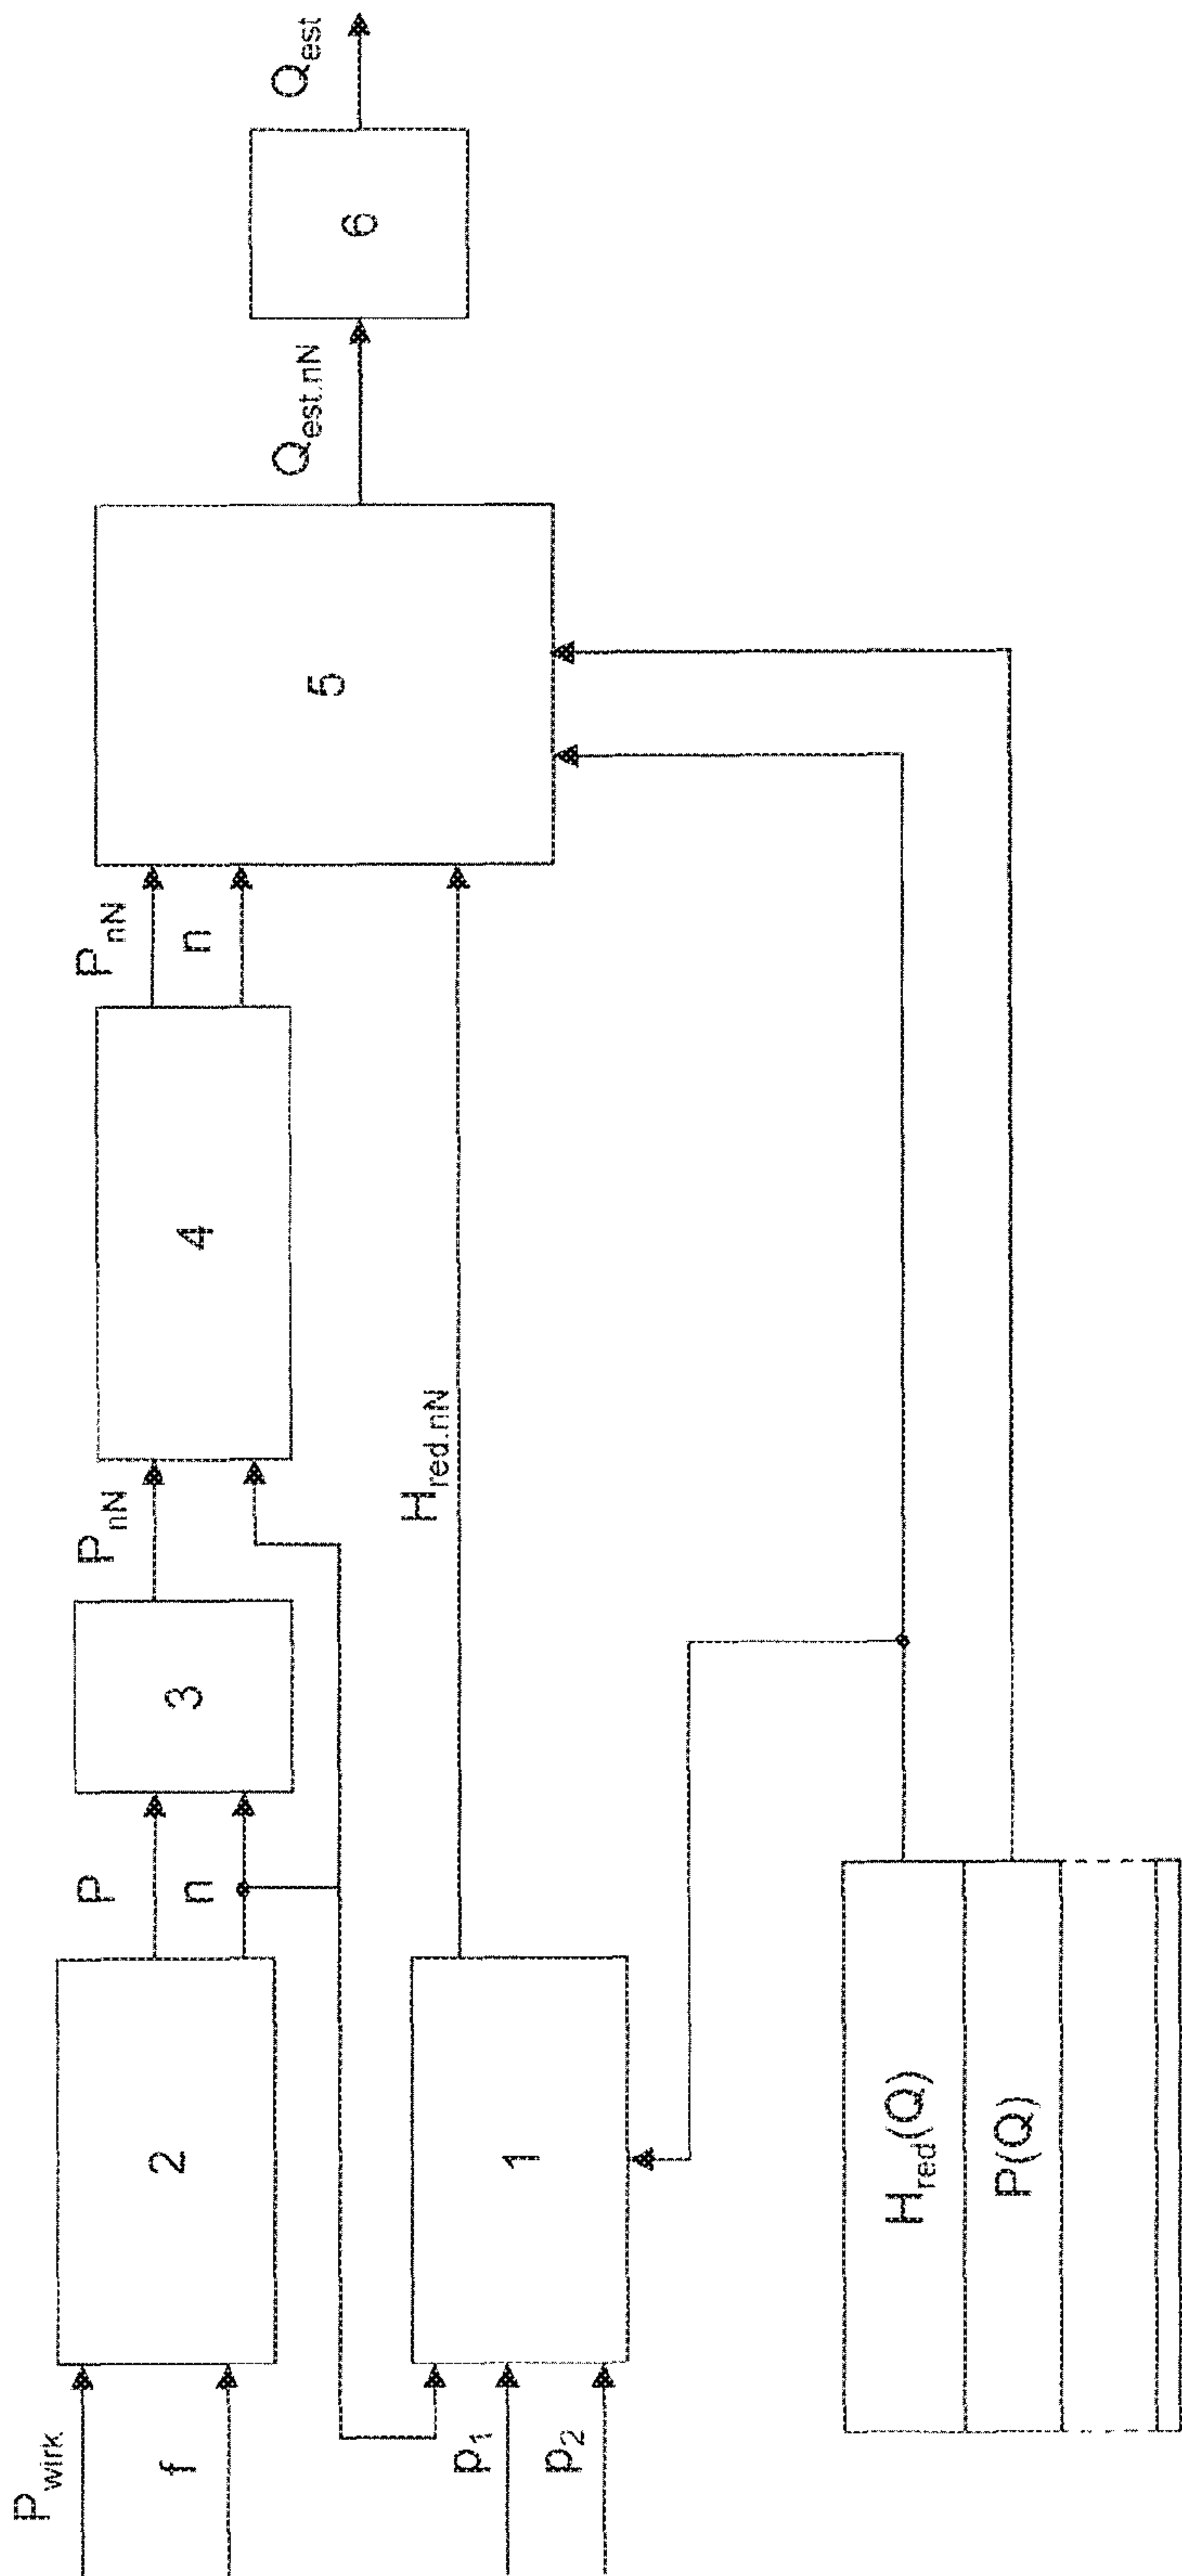 P_wirk
f
2
P
n
3
P_nN
4
P_nN
n
5
Q_est.nN
6
Q_est
p_1
p_2
1
H_red.nN
H_red(Q)
P(Q)